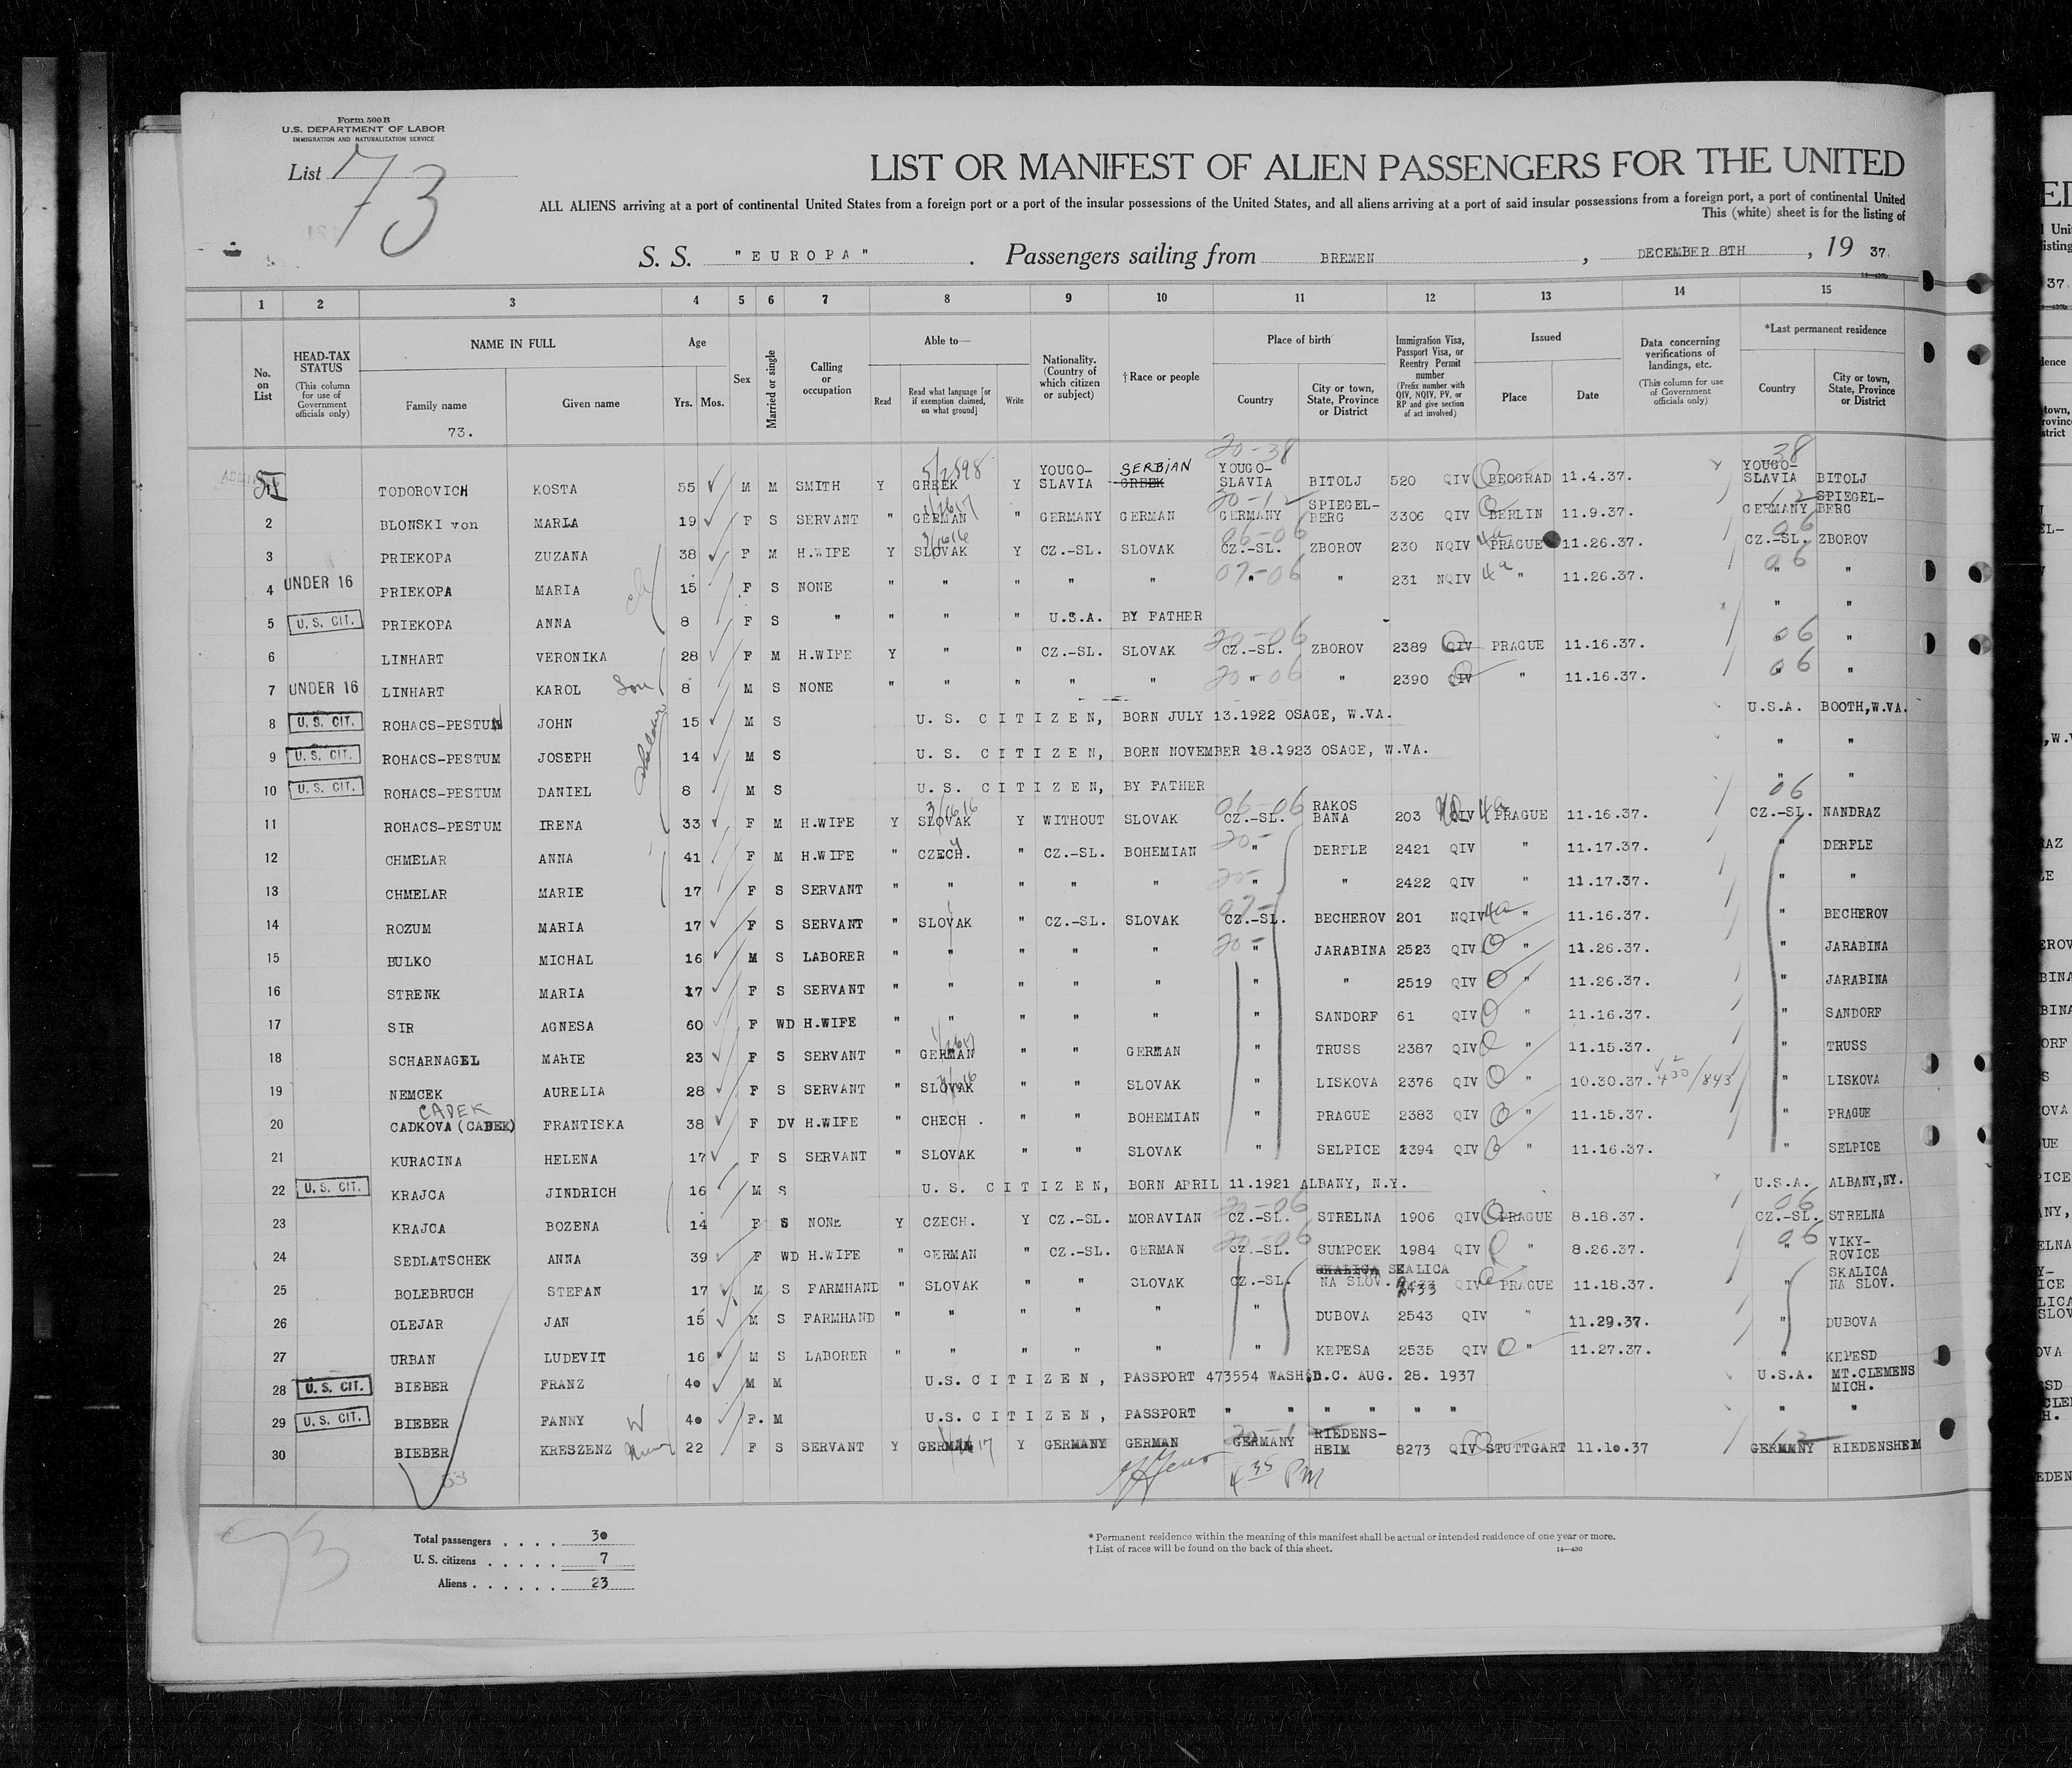 Form 500 B
U.S. DEPARTMENT OF LABOR
IMMIGRATION AND NATURALIZATION SERVICE
List 73
LIST OR MANIFEST OF ALIEN PASSENGERS FOR THE UNITED
ALL ALIENS arriving at a port of continental United States from a foreign port or a port of the insular possessions of the United States, and all aliens arriving at a port of said insular possessions from a foreign port, a port of continental United
This (white) sheet is for the listing of
S. S. "EUROPA". Passengers sailing from BREMEN, DECEMBER 8TH, 19 37.
1 2 3 4 5 6 7 8 9 10 11 12 13 14 15
No. on List
HEAD-TAX STATUS (This column for use of Government officials only)
NAME IN FULL
Family name
73.
Given name
Age
Yrs. Mos.
Sex
Married or single
Calling or occupation
Able to—
Read
Read what language [or if exemption claimed, on what ground]
Write
Nationality. (Country of which citizen or subject)
†Race or people
Place of birth
Country
City or town, State, Province or District
Immigration Visa, Passport Visa, or Reentry Permit number (Prefix number with QIV, NQIV, PV, or RP and give section of act involved)
Issued
Place
Date
Data concerning verifications of landings, etc. (This column for use of Government officials only)
*Last permanent residence
Country
City or town, State, Province or District
TODOROVICH KOSTA 55 M M SMITH Y GREEK Y YOUGO-SLAVIA GREEK SERBIAN YOUGO-SLAVIA BITOLJ 520 QIV BEOGRAD 11.4.37. YOUGO-SLAVIA BITOLJ
2 BLONSKI von MARIA 19 F S SERVANT " GERMAN " GERMANY GERMAN GERMANY SPIEGEL-BERG 3306 QIV BERLIN 11.9.37. GERMANY SPIEGEL-BERG
3 PRIEKOPA ZUZANA 38 F M H.WIFE Y SLOVAK Y CZ.-SL. SLOVAK CZ.-SL. ZBOROV 230 NQIV 4a PRAGUE 11.26.37. CZ.-SL. ZBOROV
4 UNDER 16 PRIEKOPA MARIA 15 F S NONE " " " " " " " 231 NQIV 4a " 11.26.37. " "
5 U. S. CIT. PRIEKOPA ANNA 8 F S " " " " U.S.A. BY FATHER " "
6 LINHART VERONIKA 28 F M H.WIFE Y " " CZ.-SL. SLOVAK CZ.-SL. ZBOROV 2389 QIV PRAGUE 11.16.37. " "
7 UNDER 16 LINHART KAROL Son 8 M S NONE " " " " " " " 2390 QIV " 11.16.37. " "
8 U. S. CIT. ROHACS-PESTUM JOHN 15 M S U. S. CITIZEN, BORN JULY 13.1922 OSAGE, W.VA. U.S.A. BOOTH,W.VA.
9 U. S. CIT. ROHACS-PESTUM JOSEPH 14 M S U. S. CITIZEN, BORN NOVEMBER 18.1923 OSAGE, W.VA. " "
10 U. S. CIT. ROHACS-PESTUM DANIEL 8 M S U. S. CITIZEN, BY FATHER " "
11 ROHACS-PESTUM IRENA 33 F M H.WIFE Y SLOVAK Y WITHOUT SLOVAK CZ.-SL. RAKOS BANA 203 QIV 4a PRAGUE 11.16.37. CZ.-SL. NANDRAZ
12 CHMELAR ANNA 41 F M H.WIFE " CZECH. " CZ.-SL. BOHEMIAN " DERFLE 2421 QIV " 11.17.37. " DERFLE
13 CHMELAR MARIE 17 F S SERVANT " " " " " " " 2422 QIV " 11.17.37. " "
14 ROZUM MARIA 17 F S SERVANT " SLOVAK " CZ.-SL. SLOVAK CZ.-SL. BECHEROV 201 NQIV 4a " 11.16.37. " BECHEROV
15 BULKO MICHAL 16 M S LABORER " " " " " " JARABINA 2523 QIV " 11.26.37. " JARABINA
16 STRENK MARIA 17 F S SERVANT " " " " " " " 2519 QIV " 11.26.37. " JARABINA
17 SIR AGNESA 60 F WD H.WIFE " " " " " " SANDORF 61 QIV " 11.16.37. " SANDORF
18 SCHARNAGEL MARIE 23 F S SERVANT " GERMAN " " GERMAN " TRUSS 2387 QIV " 11.15.37. " TRUSS
19 NEMCEK AURELIA 28 F S SERVANT " SLOVAK " " SLOVAK " LISKOVA 2376 QIV " 10.30.37. 430/843 " LISKOVA
CADEK
20 CADKOVA (CADEK) FRANTISKA 38 F DV H.WIFE " CHECH . " " BOHEMIAN " PRAGUE 2383 QIV " 11.15.37. " PRAGUE
21 KURACINA HELENA 17 F S SERVANT " SLOVAK " " SLOVAK " SELPICE 2394 QIV " 11.16.37. " SELPICE
22 U. S. CIT. KRAJCA JINDRICH 16 M S U. S. CITIZEN, BORN APRIL 11.1921 ALBANY, N.Y. U.S.A. ALBANY,NY.
23 KRAJCA BOZENA 14 F S NONE Y CZECH. Y CZ.-SL. MORAVIAN CZ.-SL. STRELNA 1906 QIV PRAGUE 8.18.37. CZ.-SL. STRELNA
24 SEDLATSCHEK ANNA 39 F WD H.WIFE " GERMAN " CZ.-SL. GERMAN CZ.-SL. SUMPCEK 1984 QIV " 8.26.37. " VIKY-ROVICE
25 BOLEBRUCH STEFAN 17 M S FARMHAND " SLOVAK " " SLOVAK CZ.-SL. SKALICA SKALICA NA SLOV. 2433 QIV PRAGUE 11.18.37. " SKALICA NA SLOV.
26 OLEJAR JAN 15 M S FARMHAND " " " " " " DUBOVA 2543 QIV " 11.29.37. " DUBOVA
27 URBAN LUDEVIT 16 M S LABORER " " " " " " KEPESA 2535 QIV " 11.27.37. " KEPESD
28 U. S. CIT. BIEBER FRANZ 40 M M U.S. CITIZEN, PASSPORT 473554 WASH.D.C. AUG. 28. 1937 U.S.A. MT.CLEMENS MICH.
29 U. S. CIT. BIEBER FANNY W 40 F. M U.S. CITIZEN, PASSPORT " " " " " " " "
30 BIEBER KRESZENZ 22 F S SERVANT Y GERMAN Y GERMANY GERMAN GERMANY RIEDENS-HEIM 8273 QIV STUTTGART 11.10.37 GERMANY RIEDENSHEIM
4 35 PM
73
Total passengers . . . . 30
U. S. citizens . . . . . 7
Aliens . . . . . . 23
* Permanent residence within the meaning of this manifest shall be actual or intended residence of one year or more.
† List of races will be found on the back of this sheet.
14—430